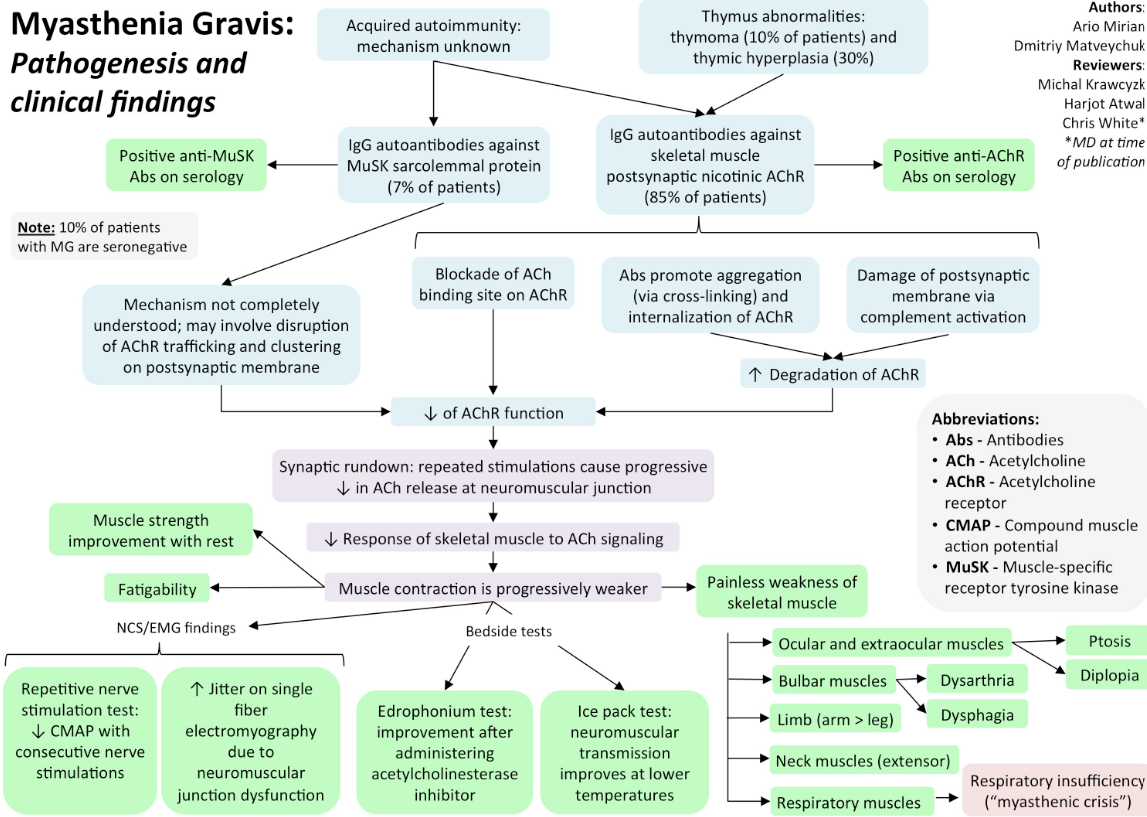 Myasthenia Gravis:
Pathogenesis and
clinical findings
Acquired autoimmunity:
mechanism unknown
Thymus abnormalities:
thymoma (10% of patients) and
thymic hyperplasia (30%)
Authors:
Ario Mirian
Dmitriy Matveychuk
Reviewers:
Michal Krawcyzk
Harjot Atwal
Chris White*
*MD at time
of publication
Positive anti-MuSK
Abs on serology
IgG autoantibodies against
MuSK sarcolemmal protein
(7% of patients)
IgG autoantibodies against
skeletal muscle
postsynaptic nicotinic AChR
(85% of patients)
Positive anti-AChR
Abs on serology
Note: 10% of patients
with MG are seronegative
Mechanism not completely
understood; may involve disruption
of AChR trafficking and clustering
on postsynaptic membrane
Blockade of ACh
binding site on AChR
Abs promote aggregation
(via cross-linking) and
internalization of AChR
Damage of postsynaptic
membrane via
complement activation
↑ Degradation of AChR
↓ of AChR function
Synaptic rundown: repeated stimulations cause progressive
↓ in ACh release at neuromuscular junction
↓ Response of skeletal muscle to ACh signaling
Muscle contraction is progressively weaker
Muscle strength
improvement with rest
Fatigability
Painless weakness of
skeletal muscle
Abbreviations:
• Abs - Antibodies
• ACh - Acetylcholine
• AChR - Acetylcholine
receptor
• CMAP - Compound muscle
action potential
• MuSK - Muscle-specific
receptor tyrosine kinase
NCS/EMG findings
Bedside tests
Repetitive nerve
stimulation test:
↓ CMAP with
consecutive nerve
stimulations
↑ Jitter on single
fiber
electromyography
due to
neuromuscular
junction dysfunction
Edrophonium test:
improvement after
administering
acetylcholinesterase
inhibitor
Ice pack test:
neuromuscular
transmission
improves at lower
temperatures
Ocular and extraocular muscles
Ptosis
Diplopia
Bulbar muscles
Dysarthria
Dysphagia
Limb (arm > leg)
Neck muscles (extensor)
Respiratory muscles
Respiratory insufficiency
(“myasthenic crisis”)